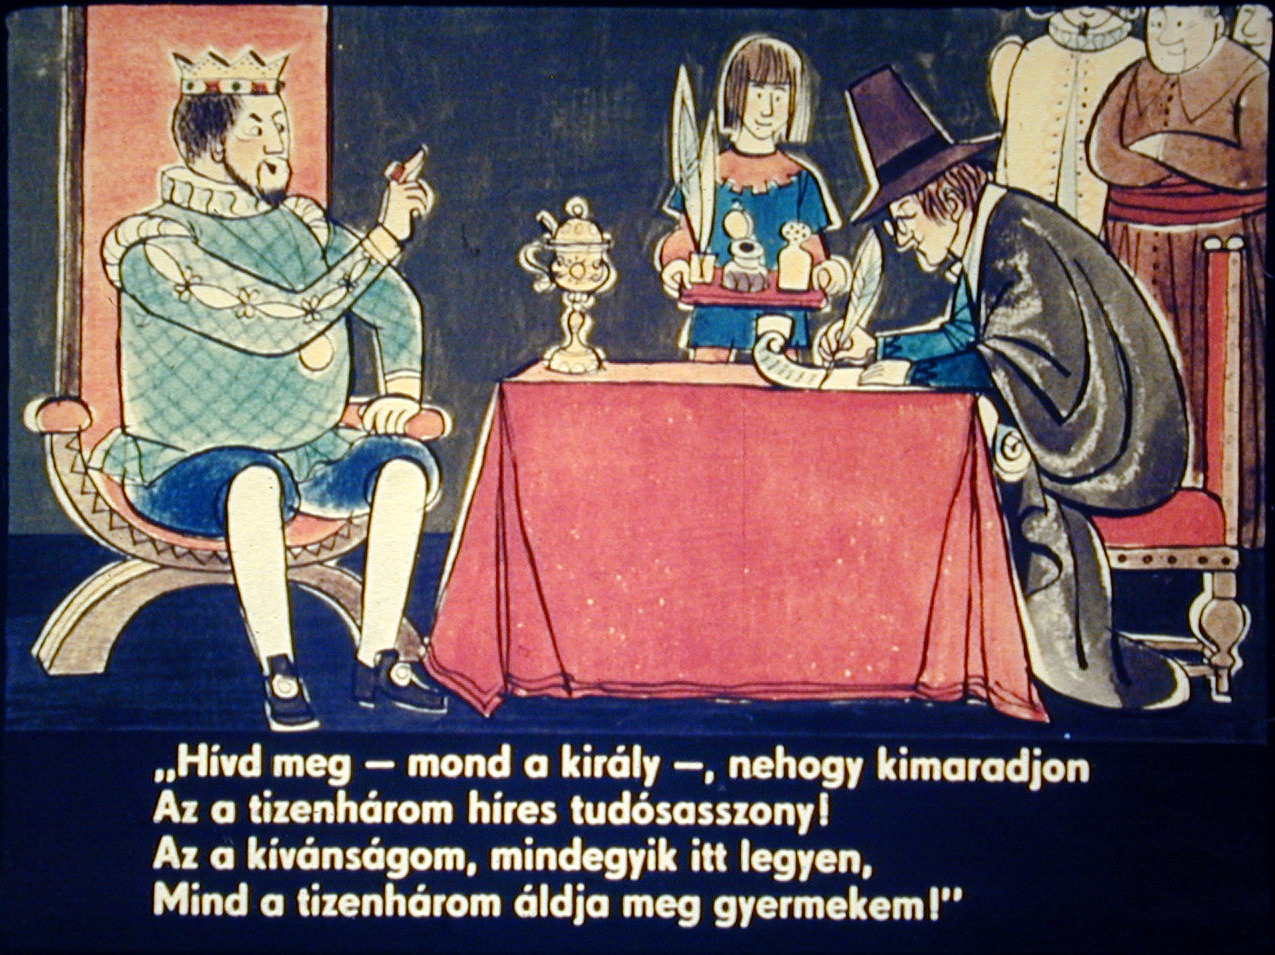 „Hívd meg – mond a király –, nehogy kimaradjon
Az a tizenhárom híres tudósasszony!
Az a kívánságom, mindegyik itt legyen,
Mind a tizenhárom áldja meg gyermekem!”